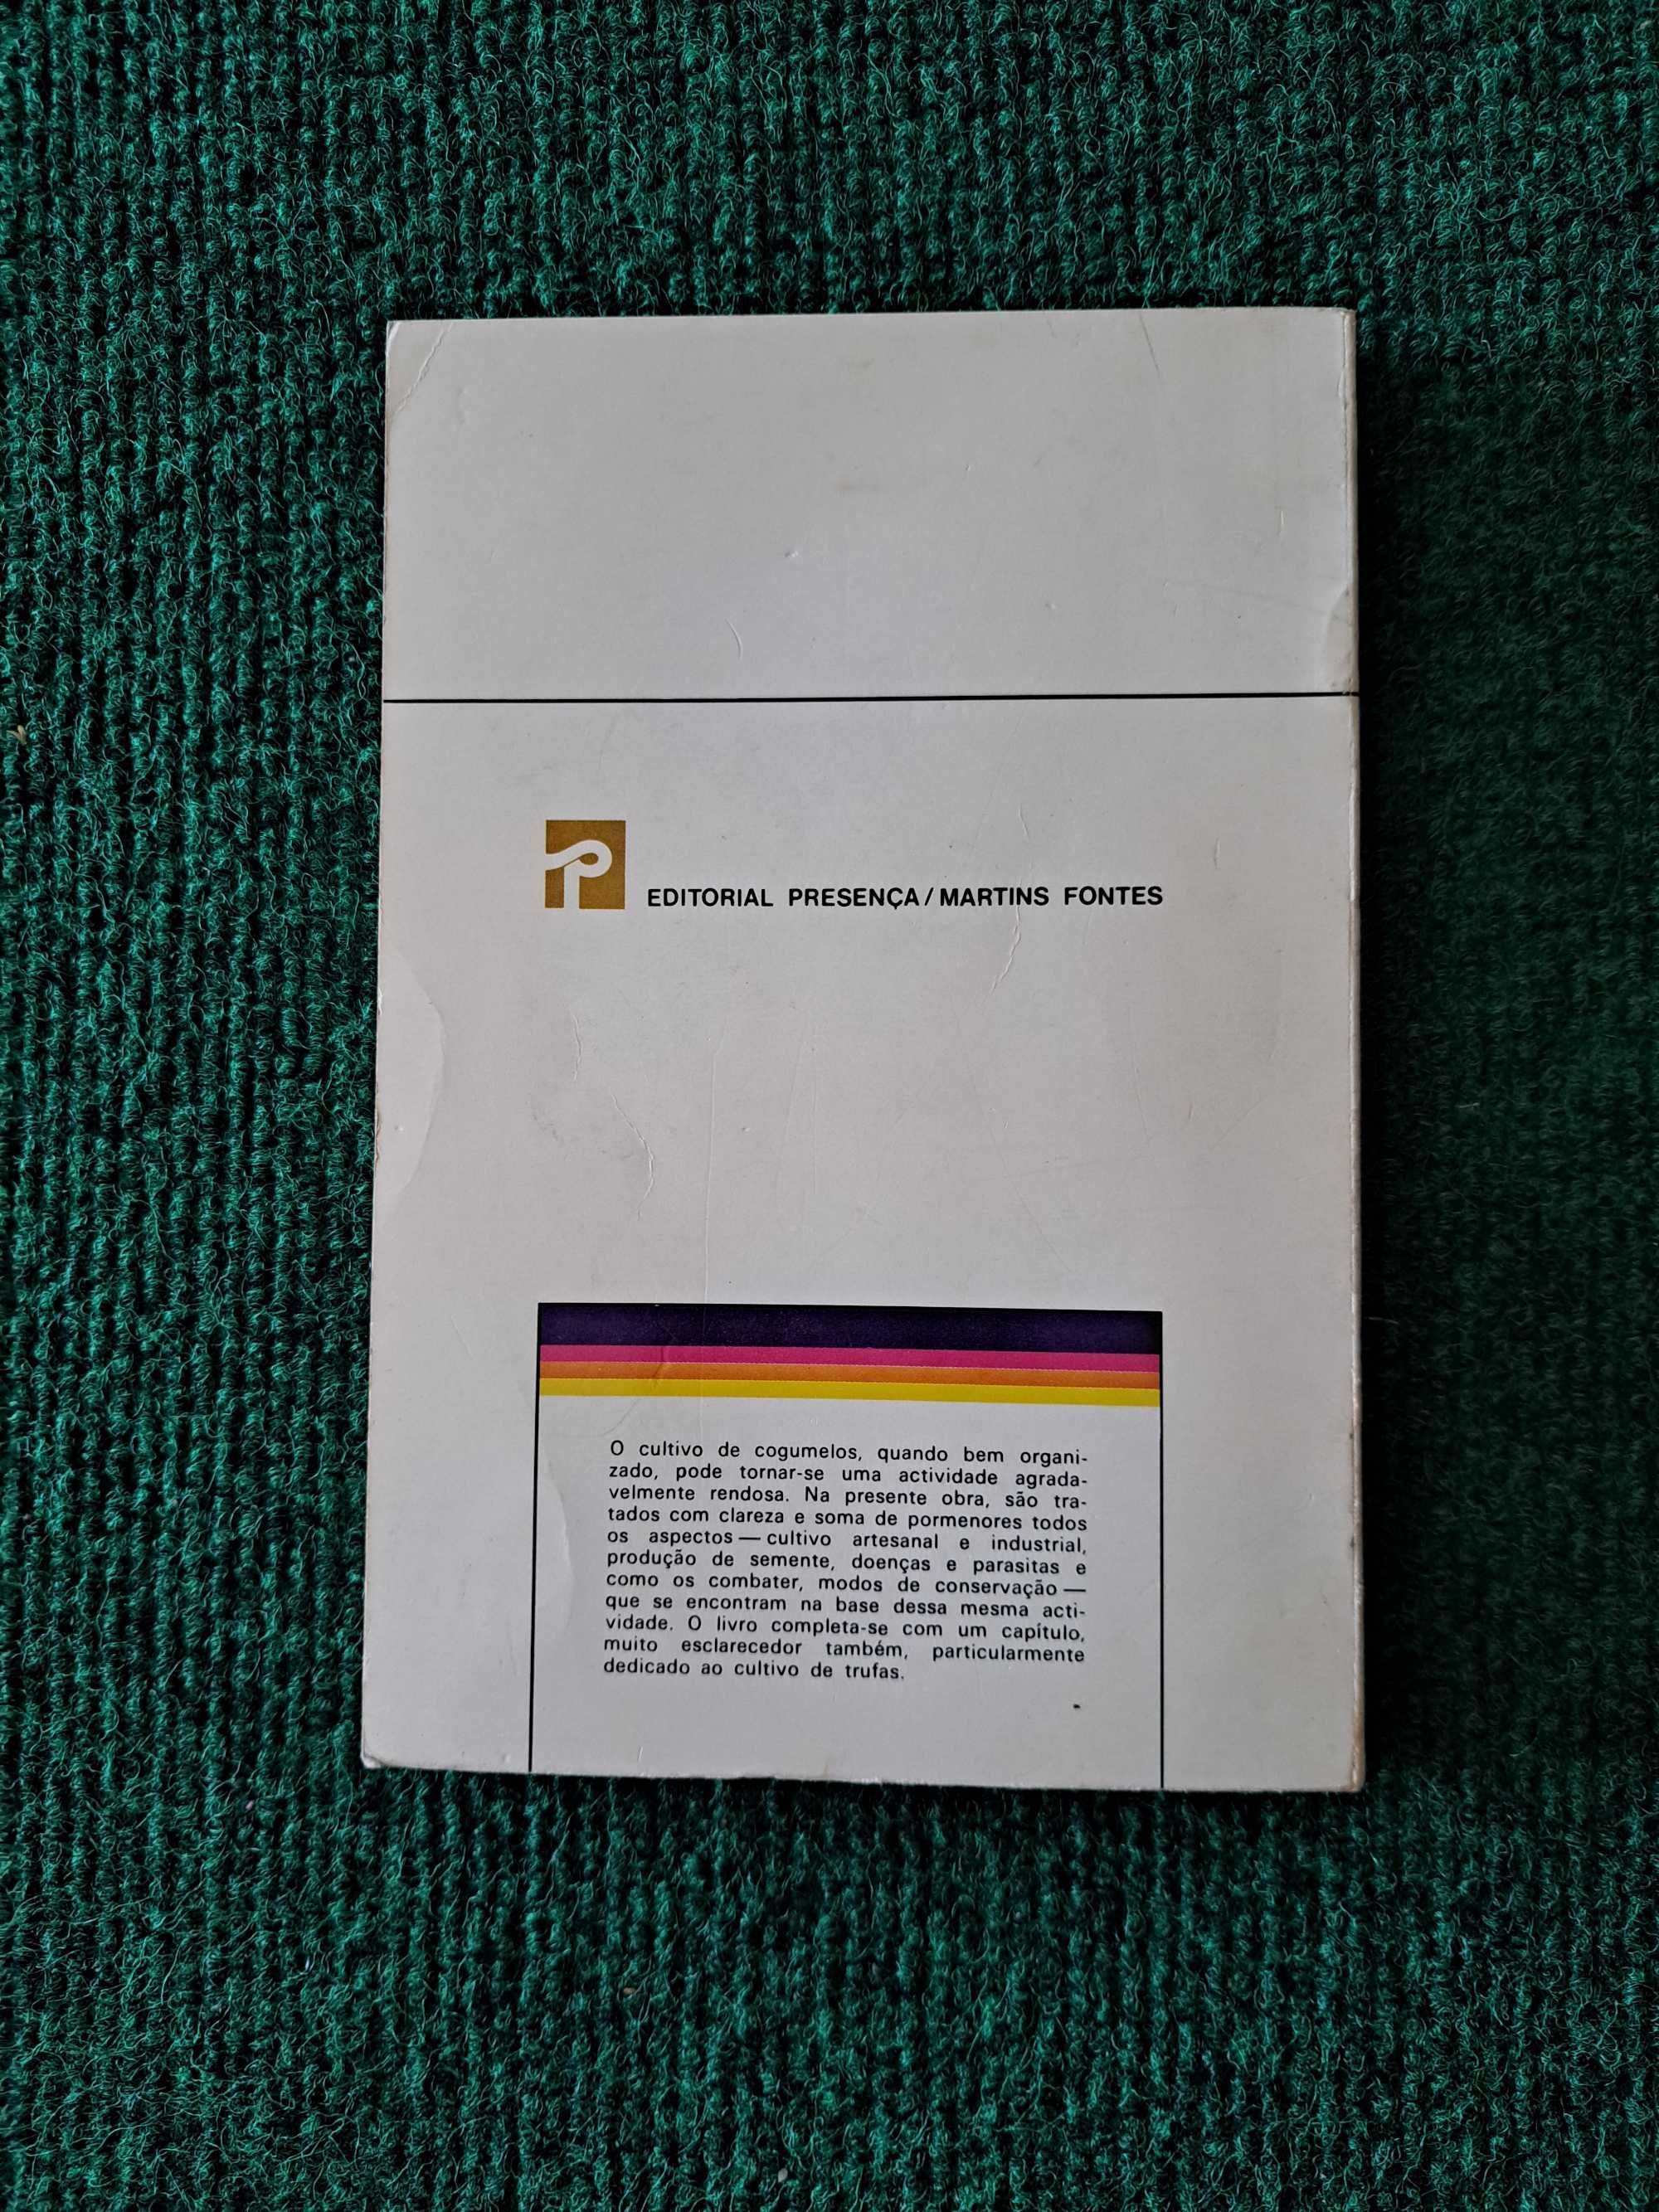 EDITORIAL PRESENÇA/MARTINS FONTES
O cultivo de cogumelos, quando bem organi-
zado, pode tornar-se uma actividade agrada-
velmente rendosa. Na presente obra, são tra-
tados com clareza e soma de pormenores todos
os aspectos — cultivo artesanal e industrial,
produção de semente, doenças e parasitas e
como os combater, modos de conservação —
que se encontram na base dessa mesma acti-
vidade. O livro completa-se com um capítulo,
muito esclarecedor também, particularmente
dedicado ao cultivo de trufas.